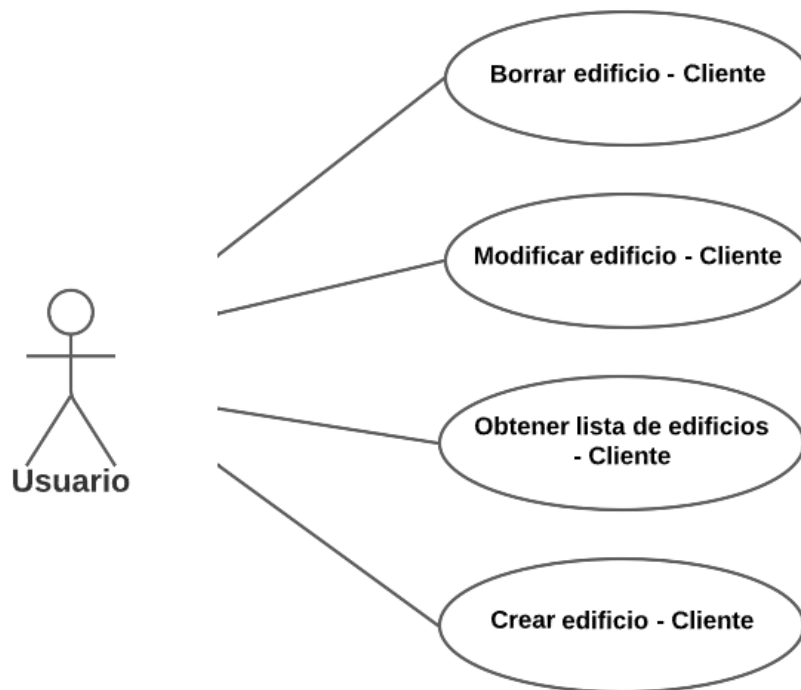 Borrar edificio - Cliente
Modificar edificio - Cliente
Obtener lista de edificios
- Cliente
Usuario
Crear edificio - Cliente